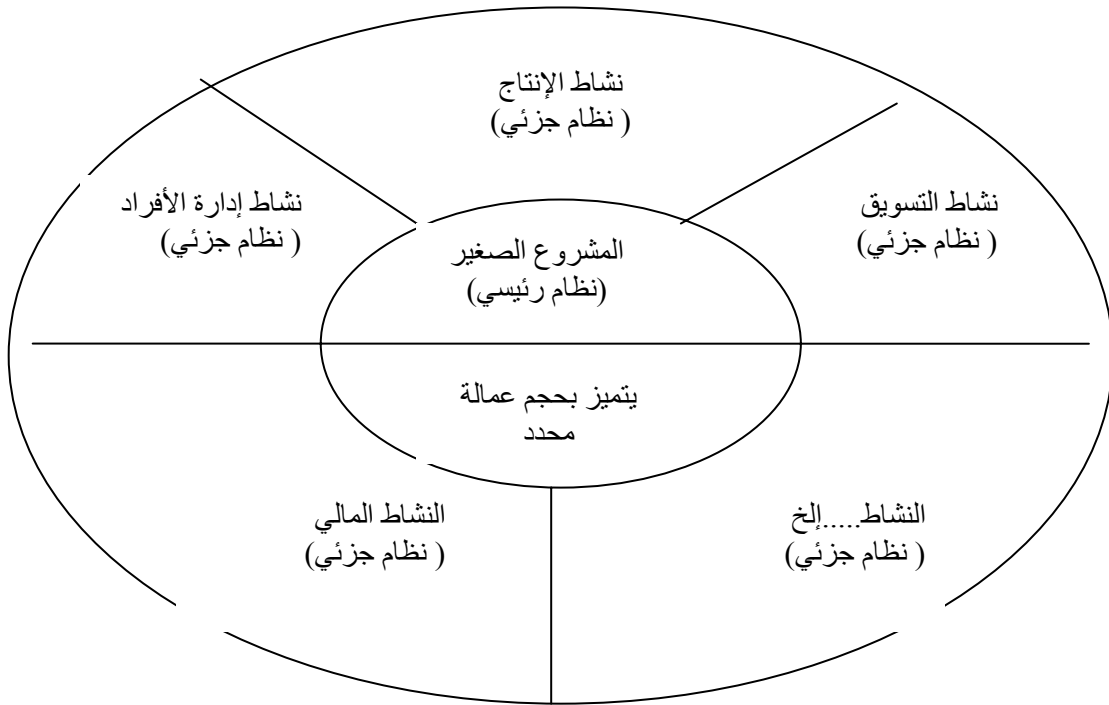 نشاط الإنتاج
( نظام جزئي)
نشاط التسويق
( نظام جزئي)
نشاط إدارة الأفراد
( نظام جزئي)
المشروع الصغير
(نظام رئيسي)
يتميز بحجم عمالة
محدد
النشاط.....إلخ
( نظام جزئي)
النشاط المالي
( نظام جزئي)